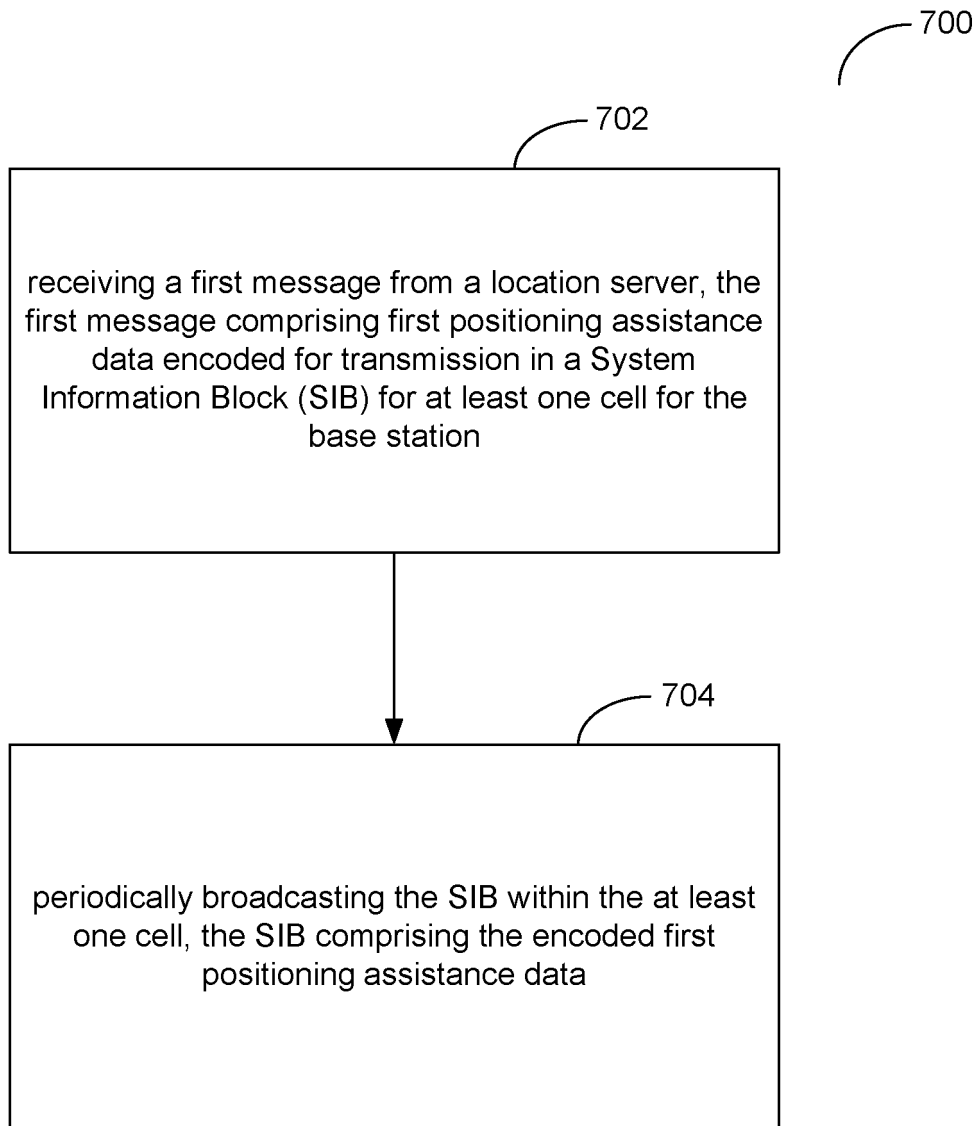 700
702
receiving a first message from a location server, the
first message comprising first positioning assistance
data encoded for transmission in a System
Information Block (SIB) for at least one cell for the
base station
704
periodically broadcasting the SIB within the at least
one cell, the SIB comprising the encoded first
positioning assistance data